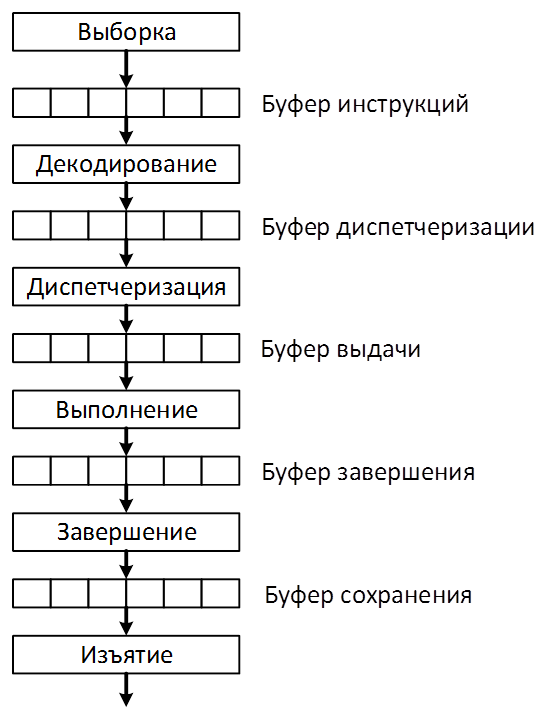 Выборка
Буфер инструкций
Декодирование
Буфер диспетчеризации
Диспетчеризация
Буфер выдачи
Выполнение
Буфер завершения
Завершение
Буфер сохранения
Изъятие